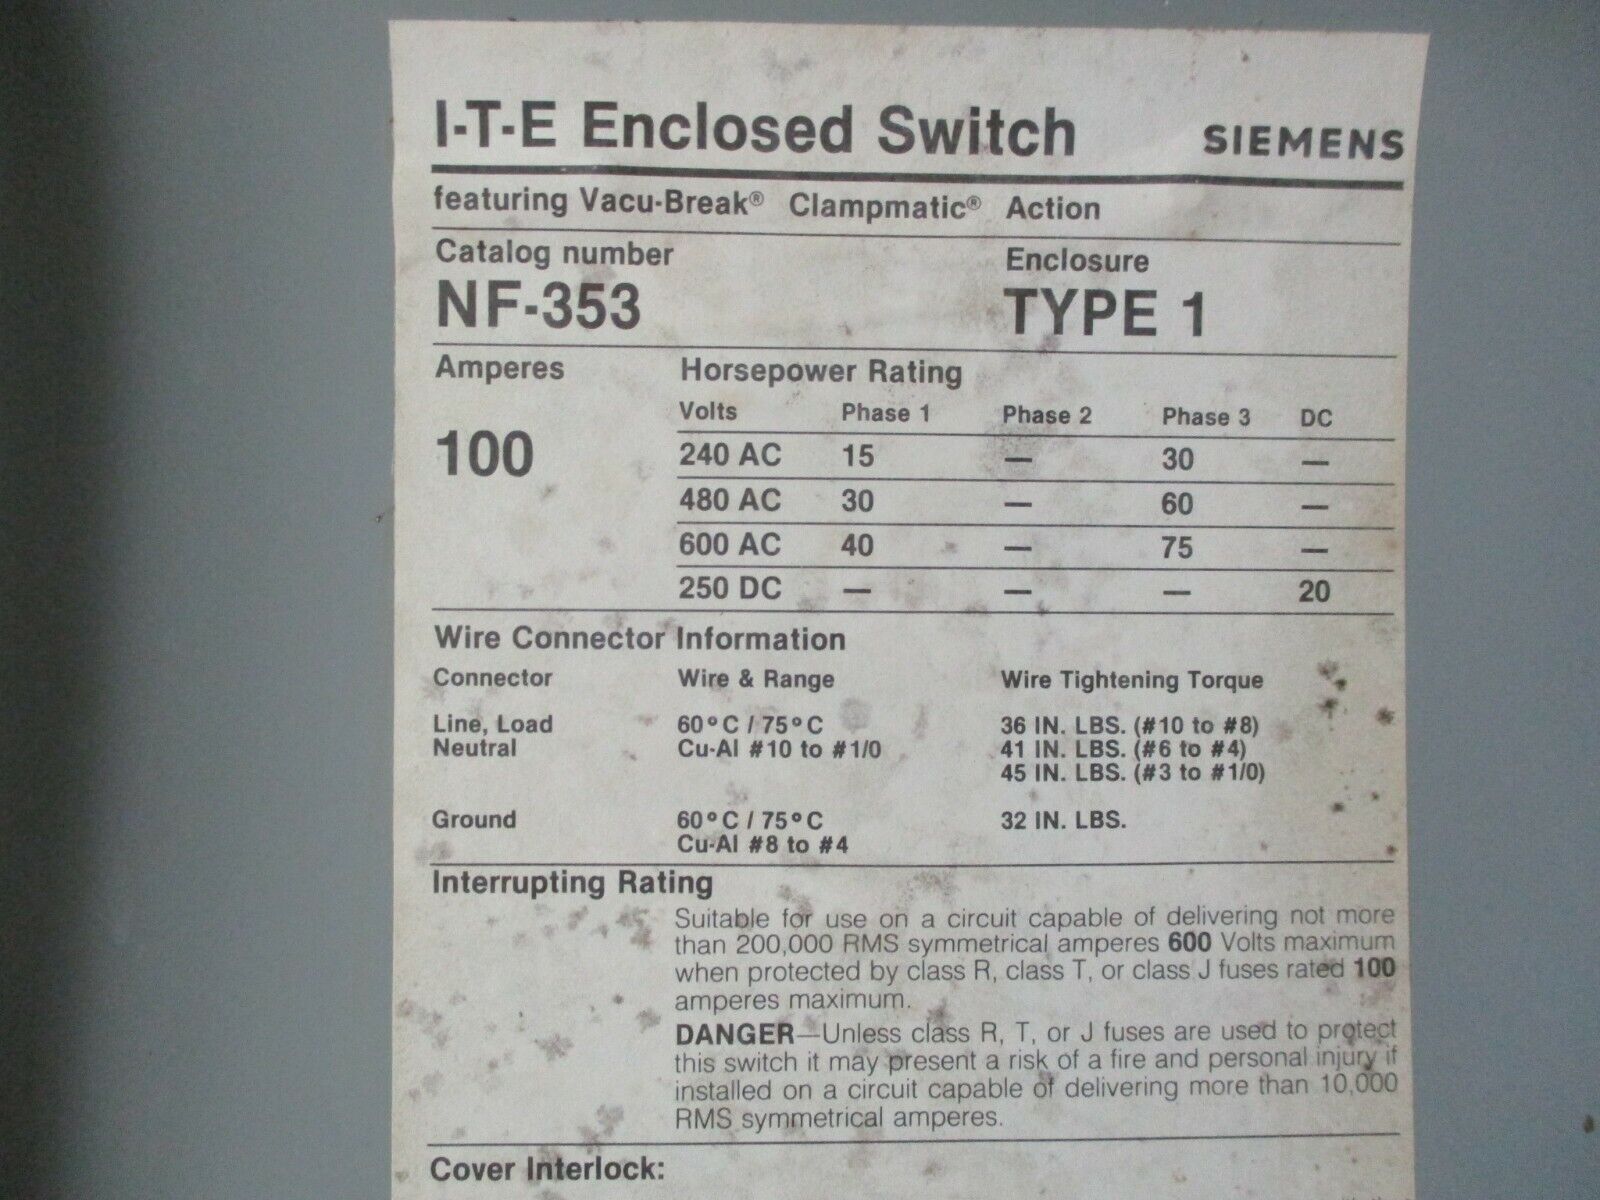 I-T-E Enclosed Switch SIEMENS
featuring Vacu-Break® Clampmatic® Action
Catalog number Enclosure
NF-353 TYPE 1
Amperes Horsepower Rating
Volts Phase 1 Phase 2 Phase 3 DC
100
240 AC 15 — 30 —
480 AC 30 — 60 —
600 AC 40 — 75 —
250 DC — — — 20
Wire Connector Information
Connector Wire & Range Wire Tightening Torque
Line, Load 60°C / 75°C 36 IN. LBS. (#10 to #8)
Neutral Cu-Al #10 to #1/0 41 IN. LBS. (#6 to #4)
45 IN. LBS. (#3 to #1/0)
Ground 60°C / 75°C 32 IN. LBS.
Cu-Al #8 to #4
Interrupting Rating
Suitable for use on a circuit capable of delivering not more
than 200,000 RMS symmetrical amperes 600 Volts maximum
when protected by class R, class T, or class J fuses rated 100
amperes maximum.
DANGER—Unless class R, T, or J fuses are used to protect
this switch it may present a risk of a fire and personal injury if
installed on a circuit capable of delivering more than 10,000
RMS symmetrical amperes.
Cover Interlock: